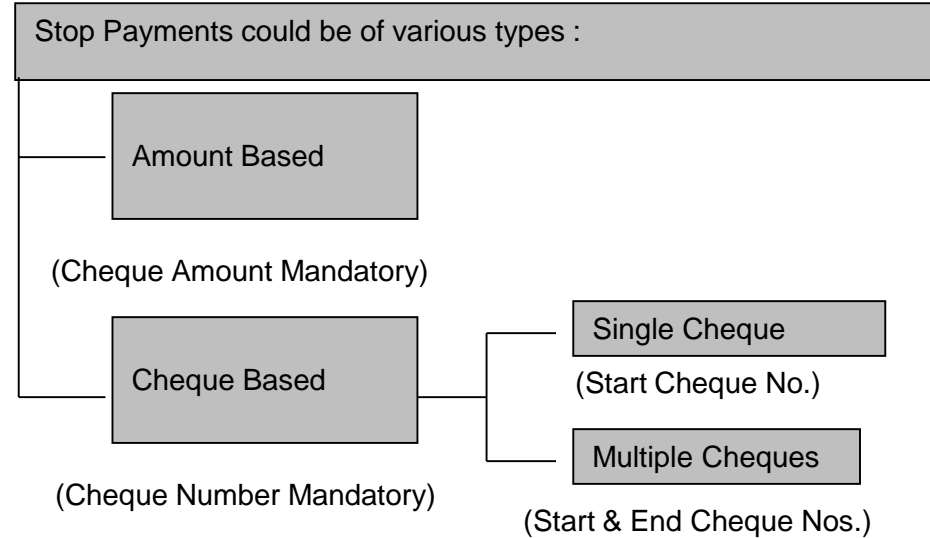 Stop Payments could be of various types :
Amount Based
(Cheque Amount Mandatory)
Cheque Based
(Cheque Number Mandatory)
Single Cheque
(Start Cheque No.)
Multiple Cheques
(Start & End Cheque Nos.)